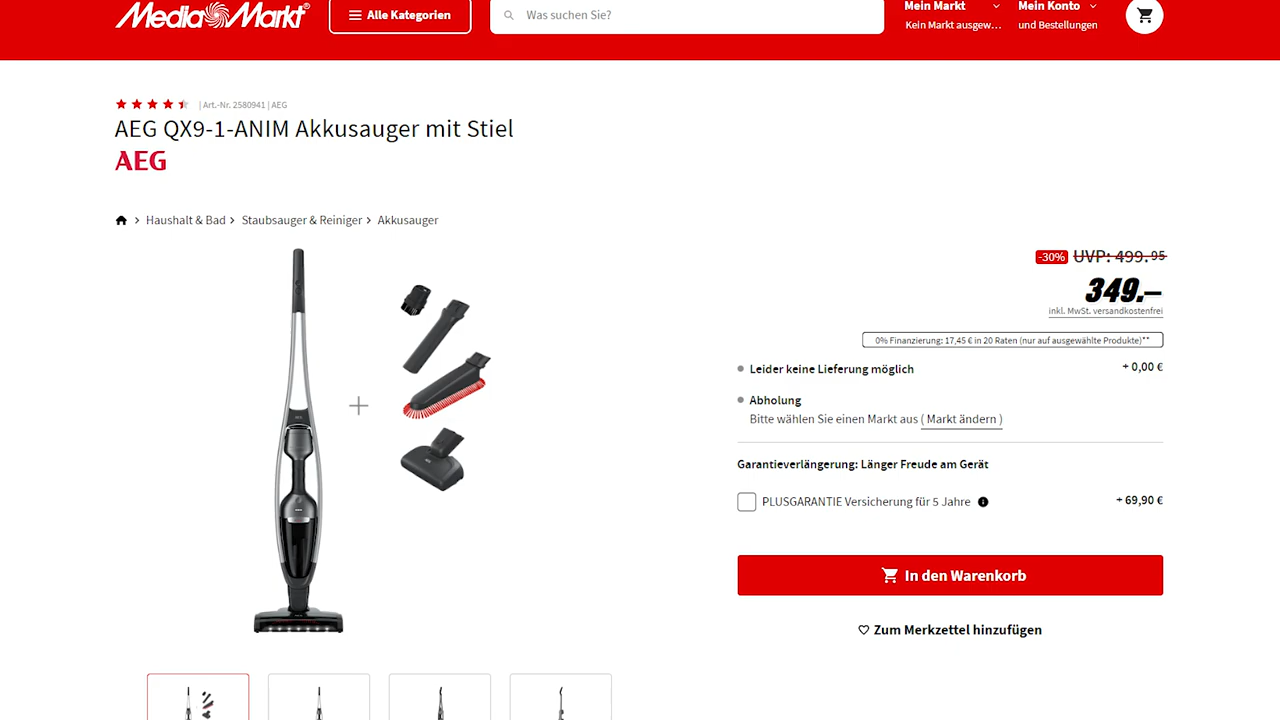 MediaMarkt®
Alle Kategorien
Was suchen Sie?
Mein Markt
Kein Markt ausgew...
Mein Konto
und Bestellungen
| Art.-Nr. 2580941 | AEG
AEG QX9-1-ANIM Akkusauger mit Stiel
AEG
Haushalt & Bad > Staubsauger & Reiniger > Akkusauger
-30% UVP: 499.95
349.–
inkl. MwSt. versandkostenfrei
0% Finanzierung: 17,45 € in 20 Raten (nur auf ausgewählte Produkte)**
Leider keine Lieferung möglich + 0,00 €
Abholung
Bitte wählen Sie einen Markt aus ( Markt ändern )
Garantieverlängerung: Länger Freude am Gerät
PLUSGARANTIE Versicherung für 5 Jahre + 69,90 €
In den Warenkorb
Zum Merkzettel hinzufügen